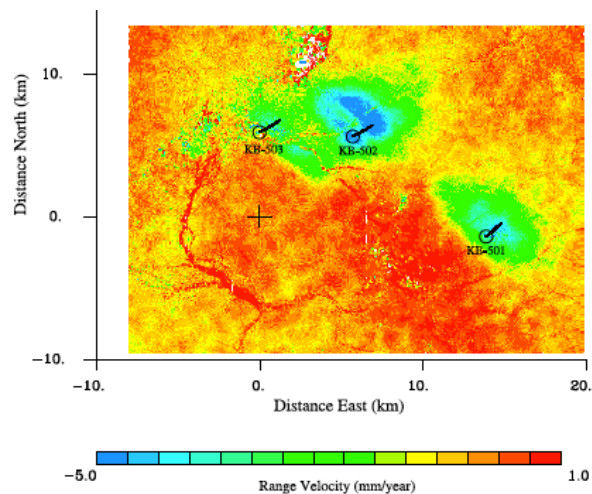 Distance North (km)
10.
0.
−10.
KB-503
KB-502
KB-501
−10.
0.
10.
20.
Distance East (km)
−5.0
1.0
Range Velocity (mm/year)